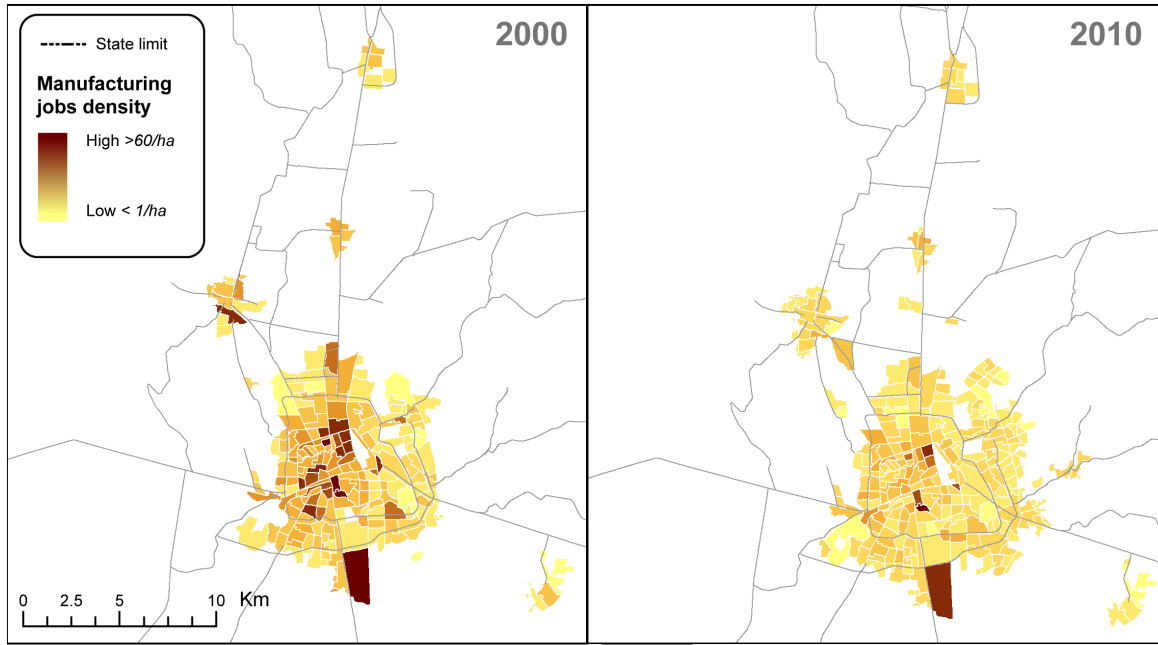 2000
2010
State limit
Manufacturing
jobs density
High >60/ha
Low < 1/ha
0 2.5 5 10 Km